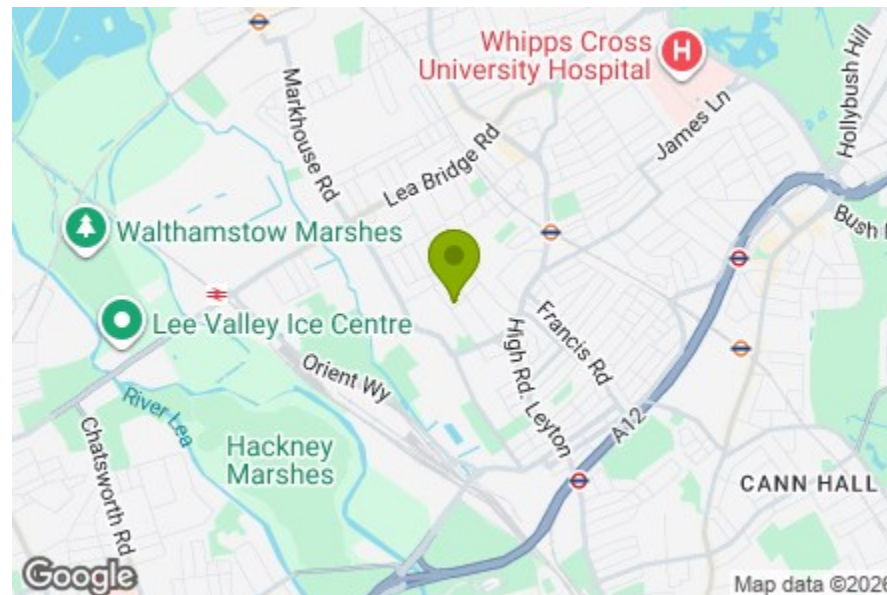 Whipps Cross
University Hospital
H
Hollybush Hill
James Ln
Markhouse Rd
Lea Bridge Rd
Bush
Walthamstow Marshes
Lee Valley Ice Centre
Francis Rd
High Rd. Leyton
Orient Wy
River Lea
A12
Chatsworth Rd
Hackney
Marshes
CANN HALL
Google
Map data ©2026